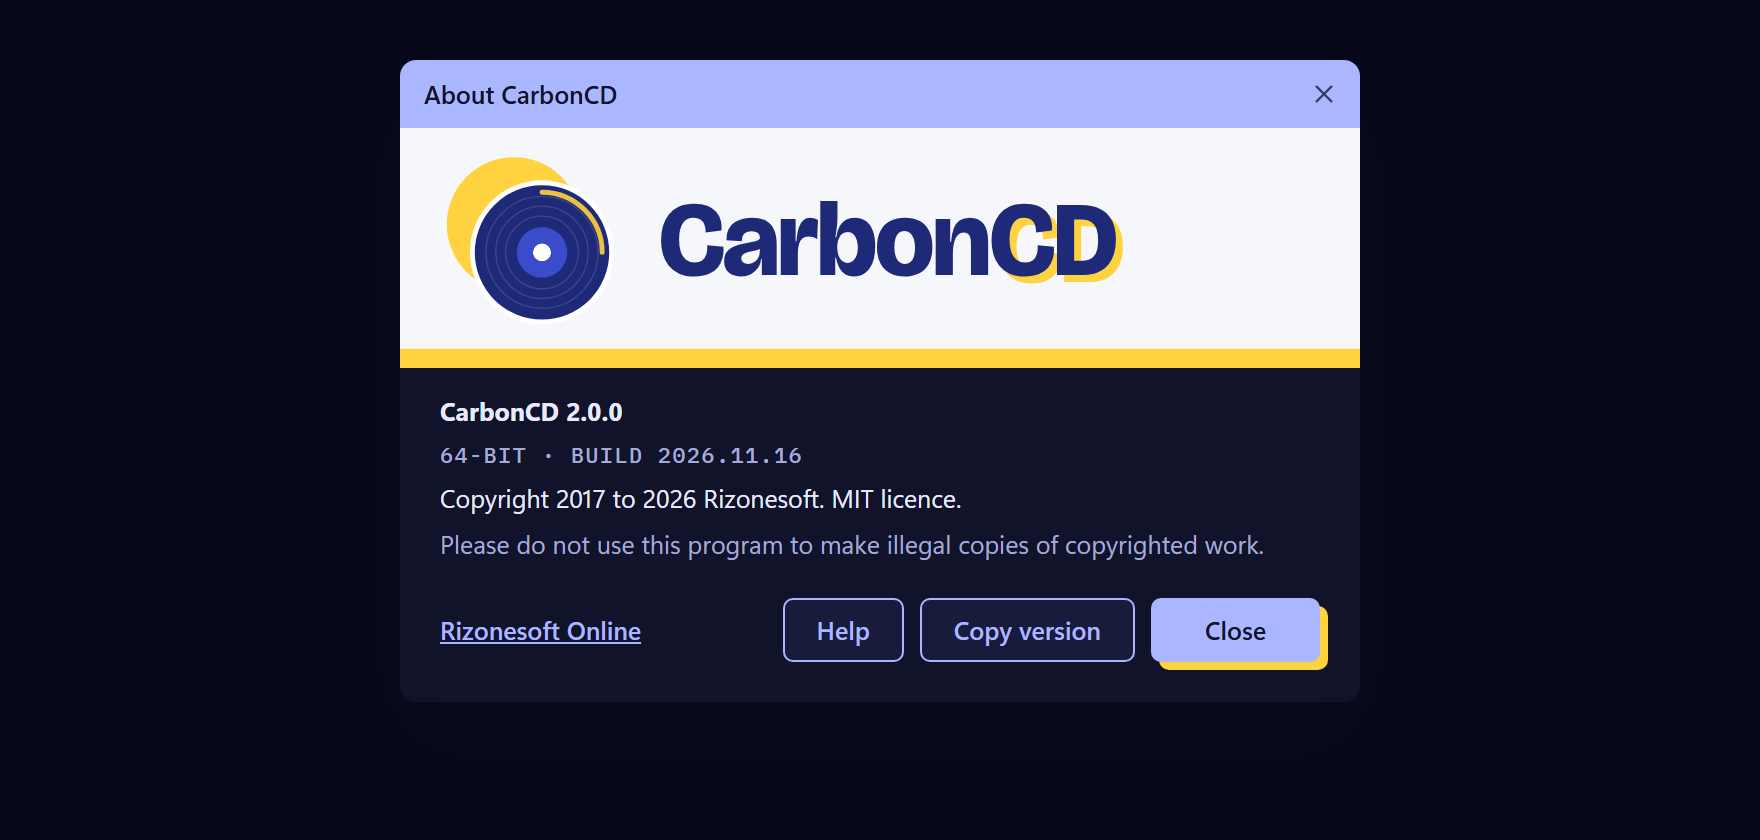 About CarbonCD
CarbonCD
CarbonCD 2.0.0
64-BIT · BUILD 2026.11.16
Copyright 2017 to 2026 Rizonesoft. MIT licence.
Please do not use this program to make illegal copies of copyrighted work.
Rizonesoft Online
Help
Copy version
Close